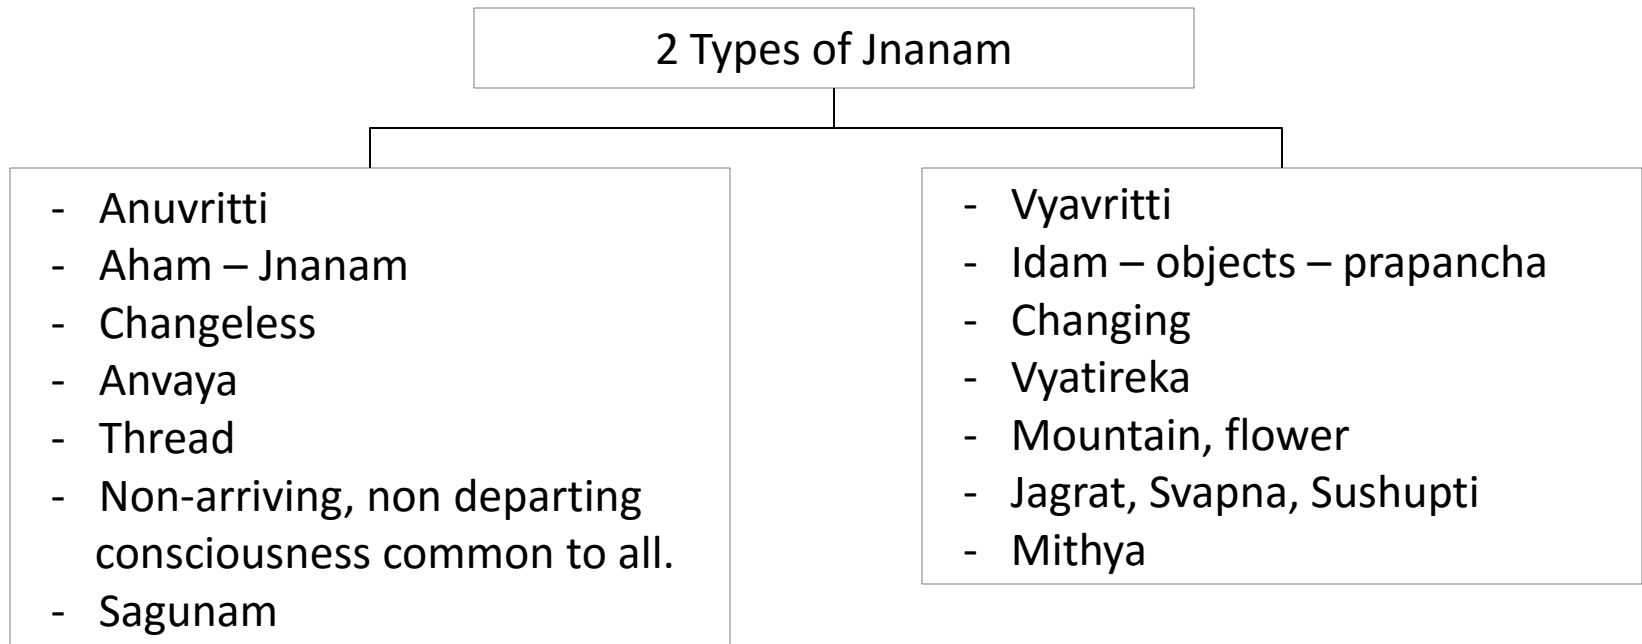 2 Types of Jnanam
- Anuvritti
- Aham – Jnanam
- Changeless
- Anvaya
- Thread
- Non-arriving, non departing
consciousness common to all.
- Sagunam
- Vyavritti
- Idam – objects – prapancha
- Changing
- Vyatireka
- Mountain, flower
- Jagrat, Svapna, Sushupti
- Mithya